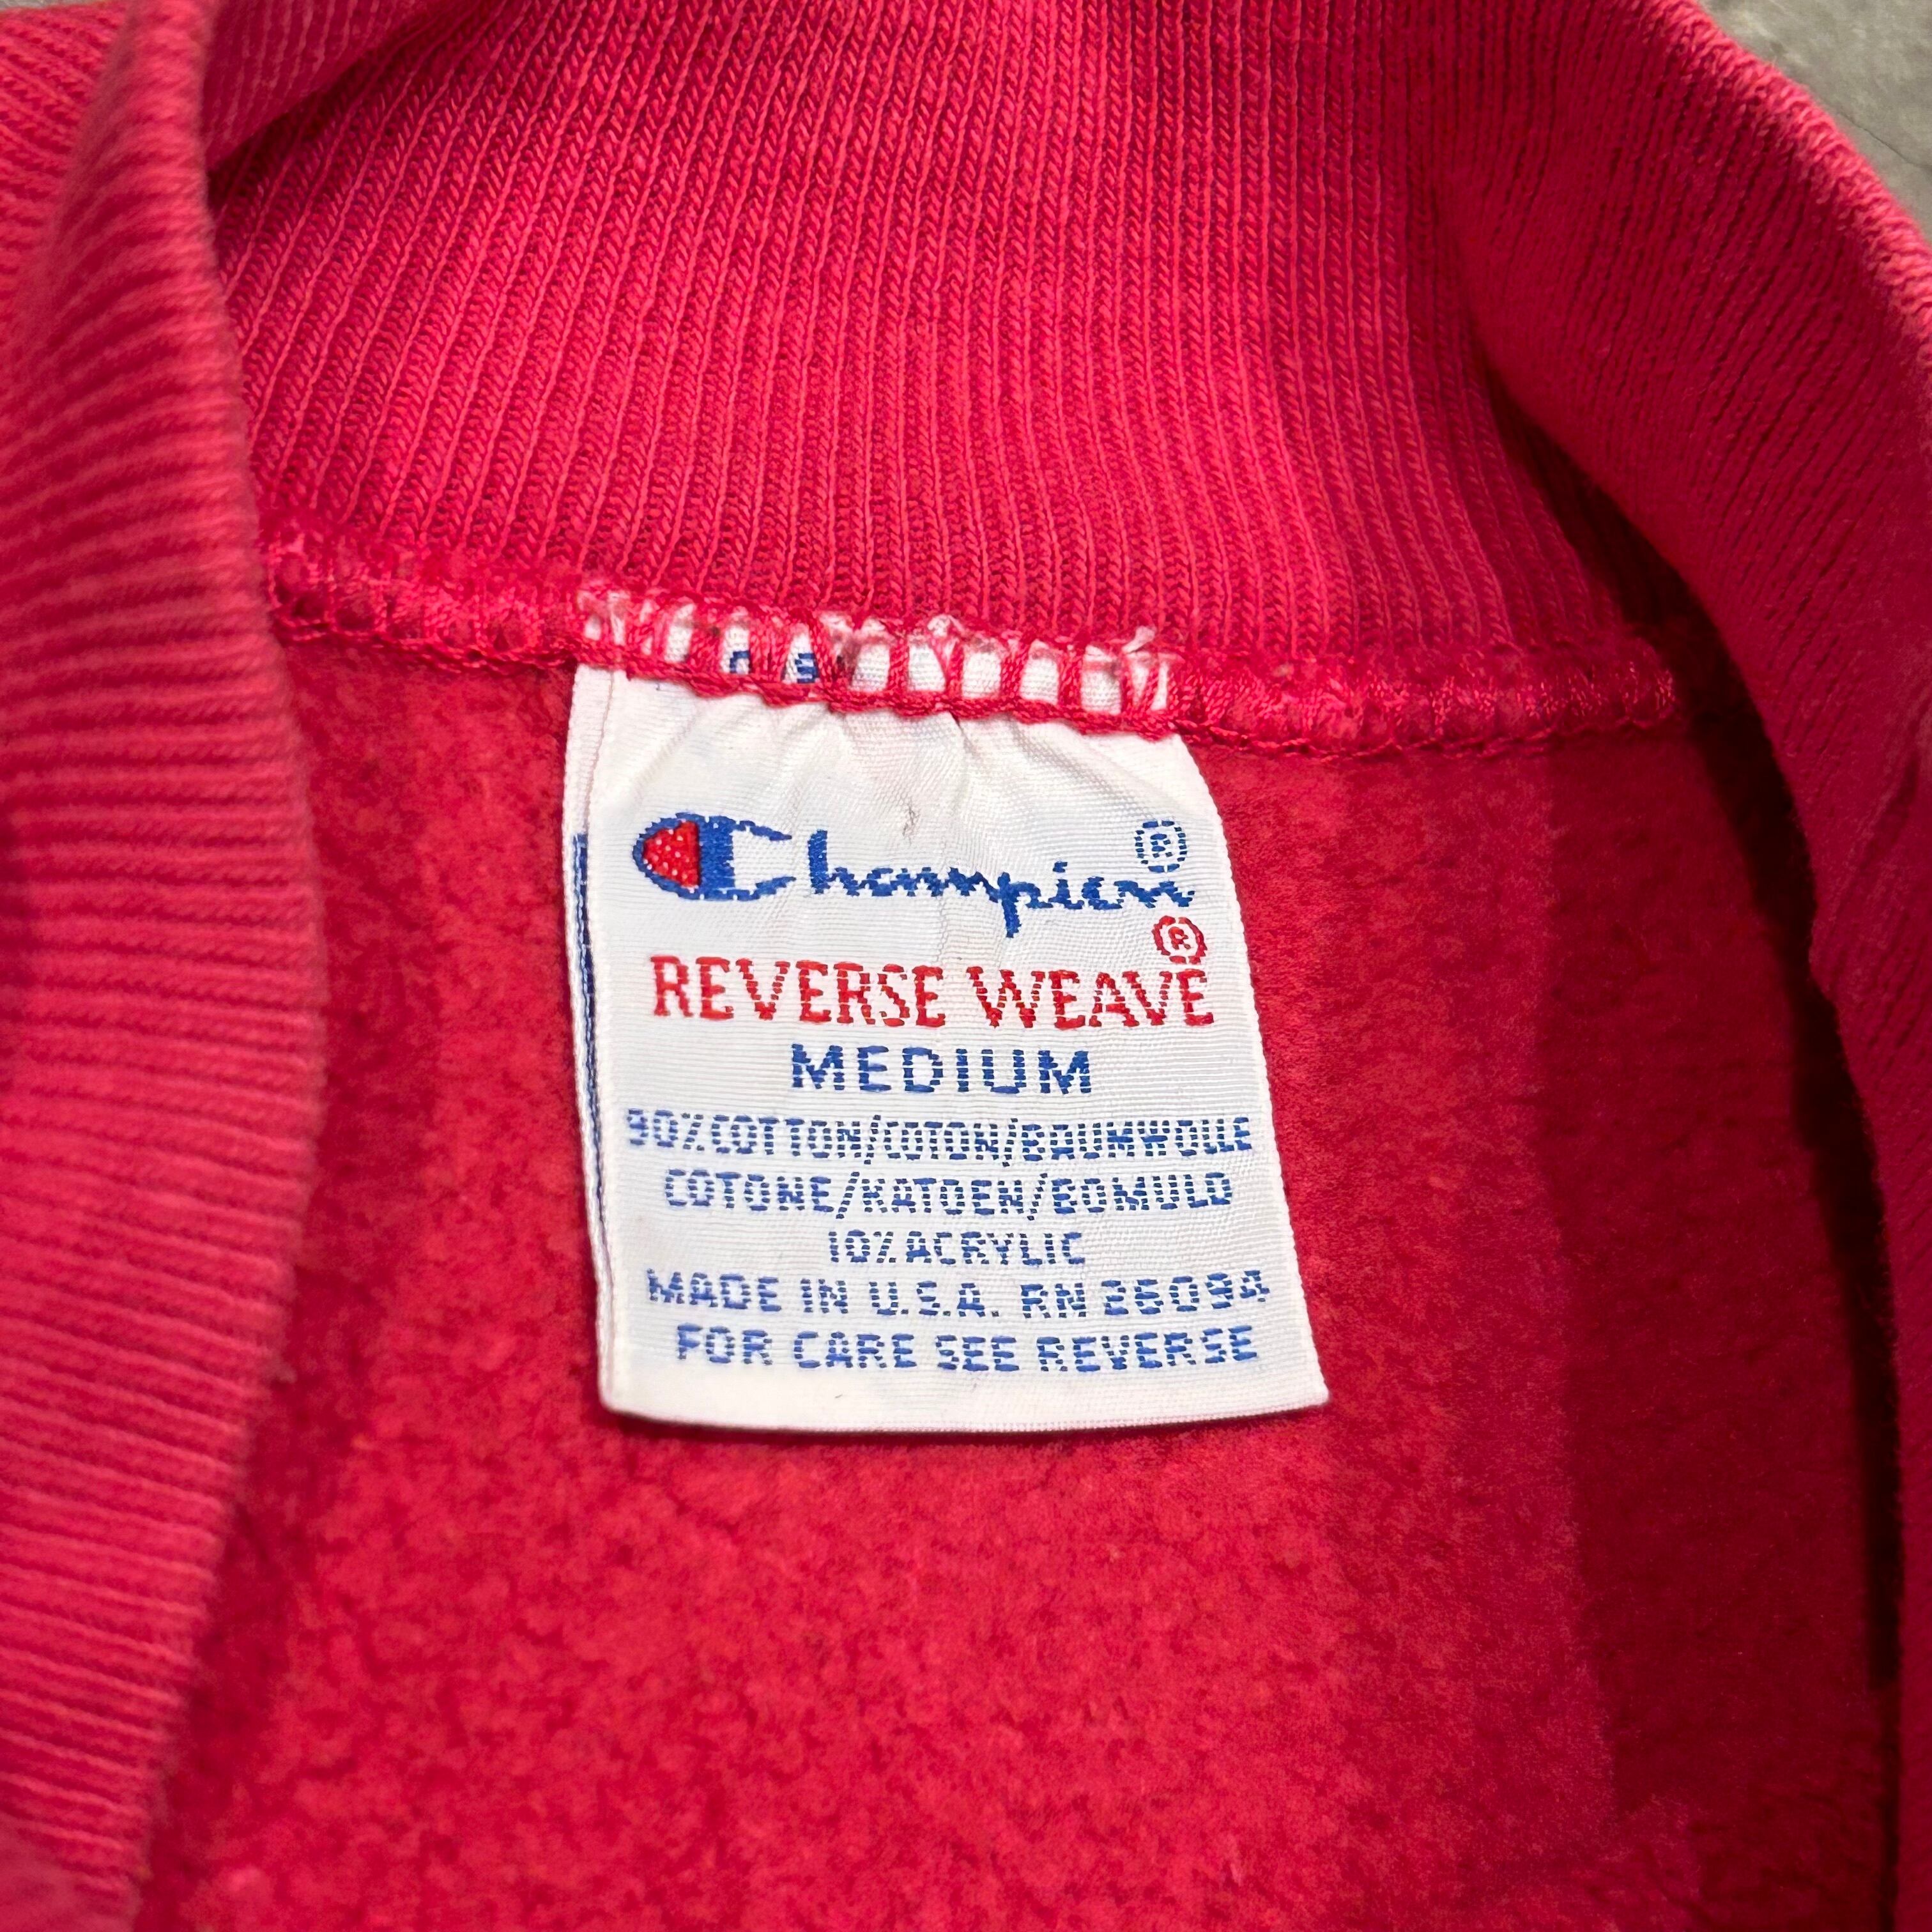 Champion®
REVERSE WEAVE®
MEDIUM
90% COTTON/COTON/BAUMWOLLE
COTONE/KATOEN/BOMULD
10% ACRYLIC
MADE IN U.S.A. RN 26094
FOR CARE SEE REVERSE